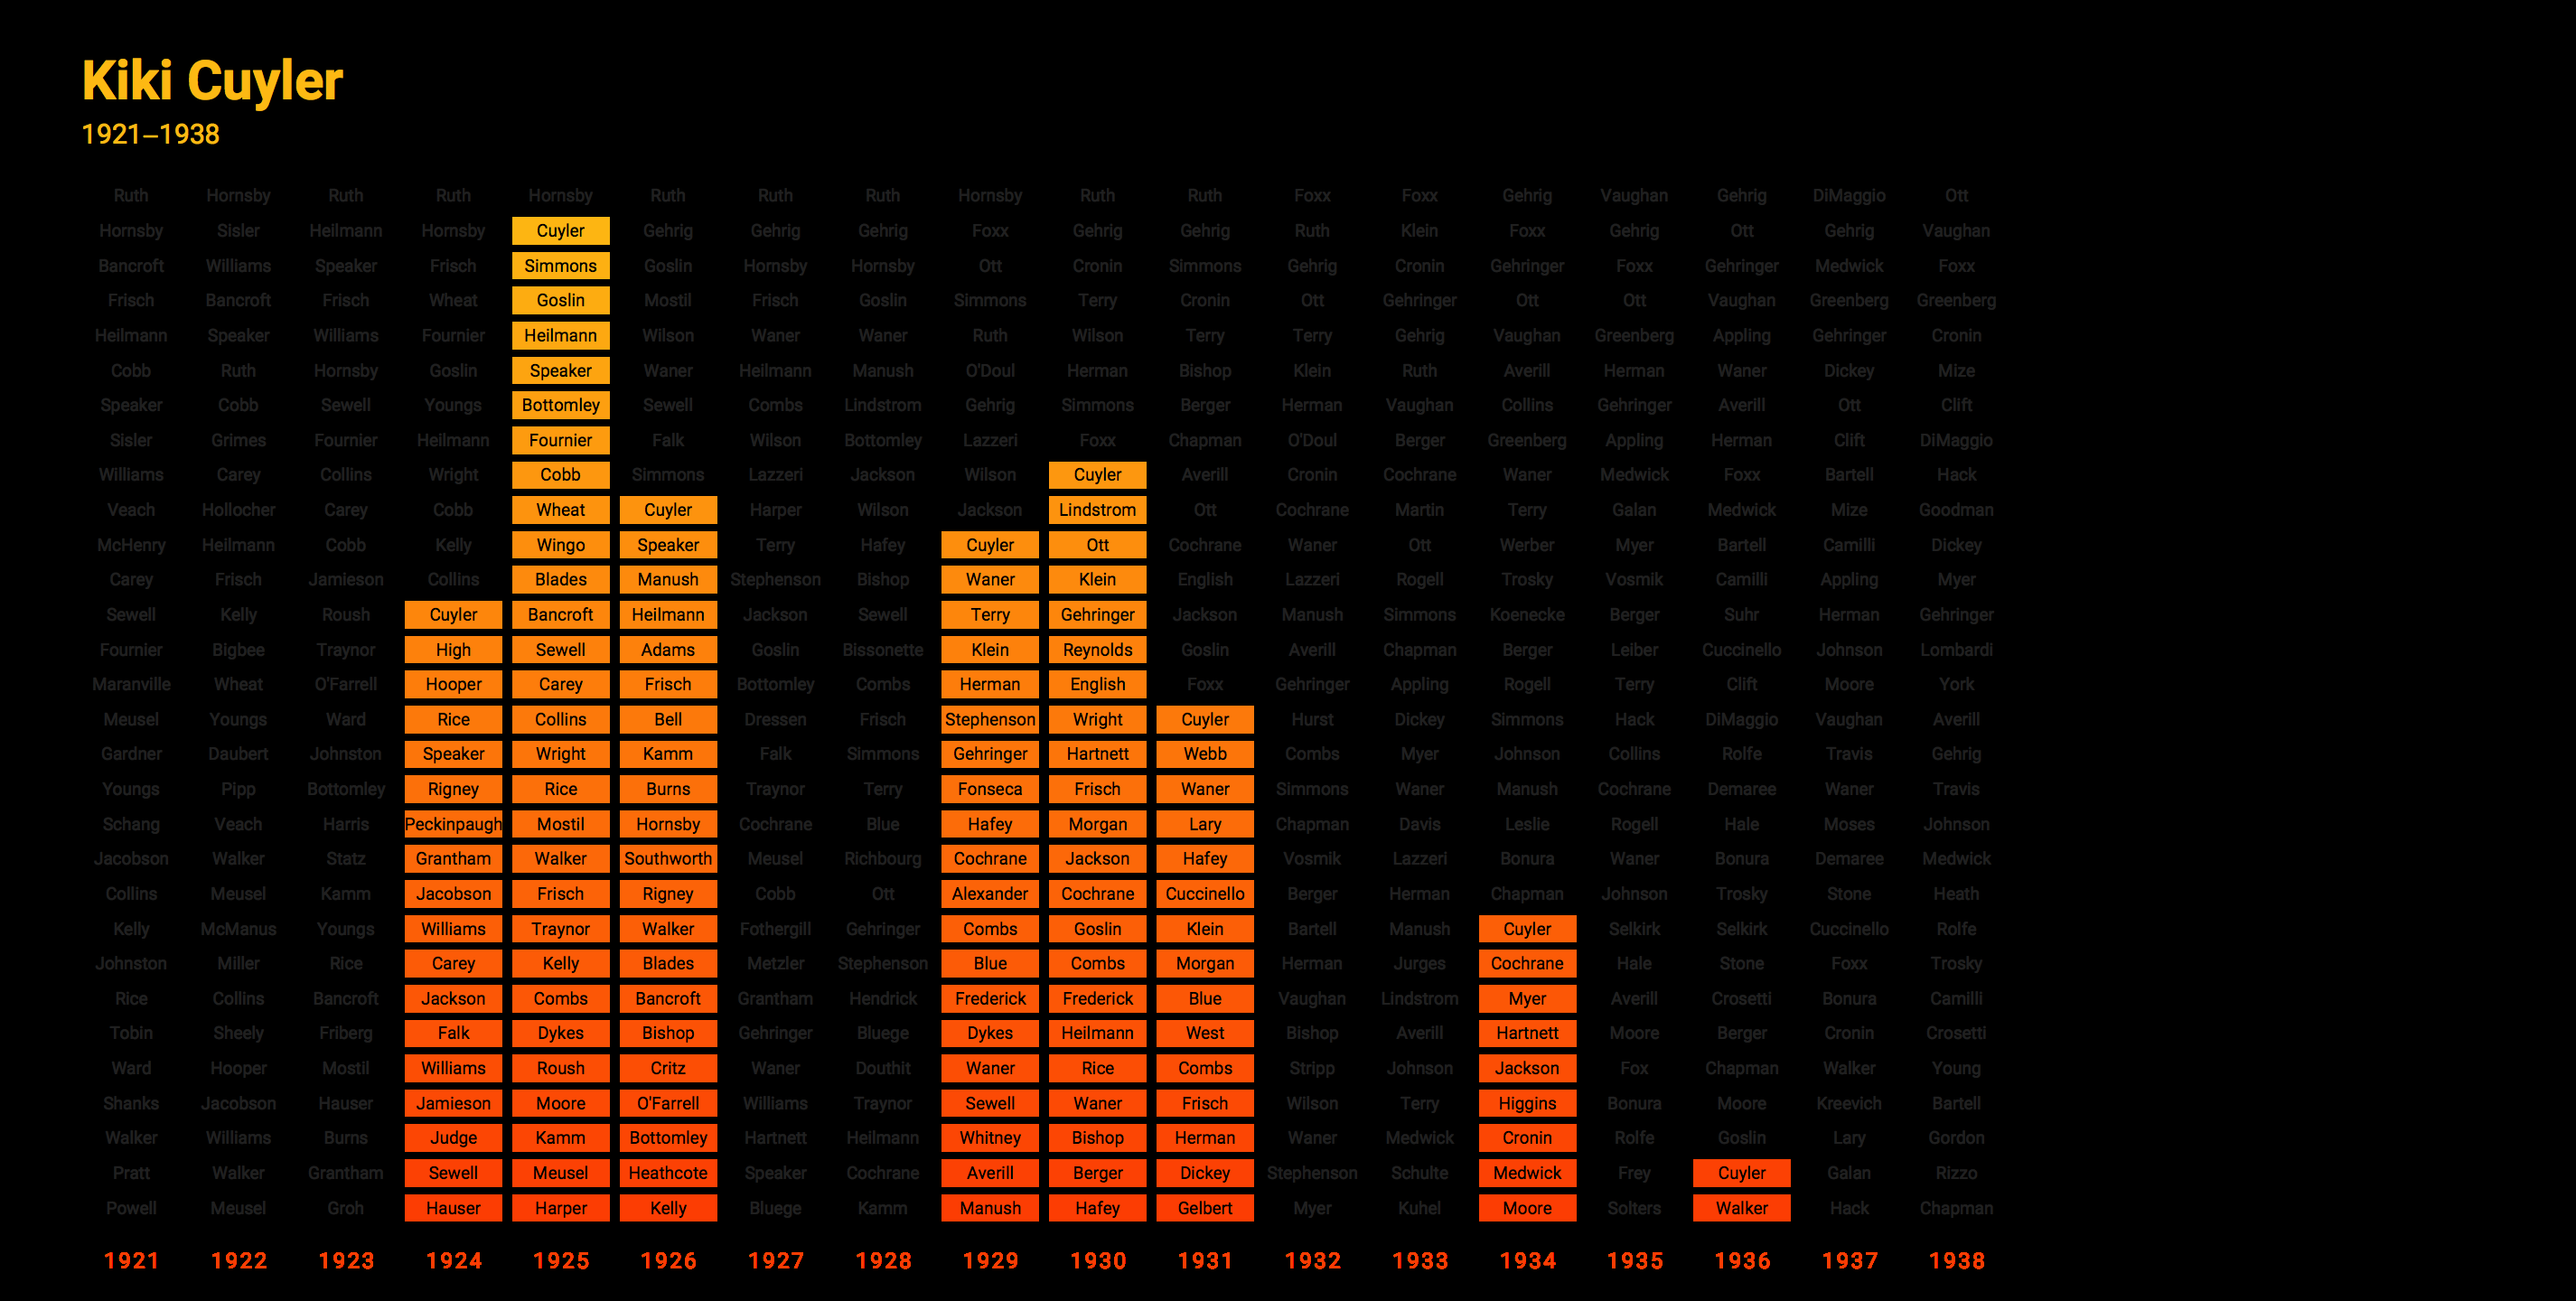 Kiki Cuyler
1921–1938
Ruth Hornsby Ruth Ruth Hornsby Ruth Ruth Ruth Hornsby Ruth Ruth Foxx Foxx Gehrig Vaughan Gehrig DiMaggio Ott
Hornsby Sisler Heilmann Hornsby Cuyler Gehrig Gehrig Gehrig Foxx Gehrig Gehrig Ruth Klein Foxx Gehrig Ott Gehrig Vaughan
Bancroft Williams Speaker Frisch Simmons Goslin Hornsby Hornsby Ott Cronin Simmons Gehrig Cronin Gehringer Foxx Gehringer Medwick Foxx
Frisch Bancroft Frisch Wheat Goslin Mostil Frisch Goslin Simmons Terry Cronin Ott Gehringer Ott Ott Vaughan Greenberg Greenberg
Heilmann Speaker Williams Fournier Heilmann Wilson Waner Waner Ruth Wilson Terry Terry Gehrig Vaughan Greenberg Appling Gehringer Cronin
Cobb Ruth Hornsby Goslin Speaker Waner Heilmann Manush O'Doul Herman Bishop Klein Ruth Averill Herman Waner Dickey Mize
Speaker Cobb Sewell Youngs Bottomley Sewell Combs Lindstrom Gehrig Simmons Berger Herman Vaughan Collins Gehringer Averill Ott Clift
Sisler Grimes Fournier Heilmann Fournier Falk Wilson Bottomley Lazzeri Foxx Chapman O'Doul Berger Greenberg Appling Herman Clift DiMaggio
Williams Carey Collins Wright Cobb Simmons Lazzeri Jackson Wilson Cuyler Averill Cronin Cochrane Waner Medwick Foxx Bartell Hack
Veach Hollocher Carey Cobb Wheat Cuyler Harper Wilson Jackson Lindstrom Ott Cochrane Martin Terry Galan Medwick Mize Goodman
McHenry Heilmann Cobb Kelly Wingo Speaker Terry Hafey Cuyler Ott Cochrane Waner Ott Werber Myer Bartell Camilli Dickey
Carey Frisch Jamieson Collins Blades Manush Stephenson Bishop Waner Klein English Lazzeri Rogell Trosky Vosmik Camilli Appling Myer
Sewell Kelly Roush Cuyler Bancroft Heilmann Jackson Sewell Terry Gehringer Jackson Manush Simmons Koenecke Berger Suhr Herman Gehringer
Fournier Bigbee Traynor High Sewell Adams Goslin Bissonette Klein Reynolds Goslin Averill Chapman Berger Leiber Cuccinello Johnson Lombardi
Maranville Wheat O'Farrell Hooper Carey Frisch Bottomley Combs Herman English Foxx Gehringer Appling Rogell Terry Clift Moore York
Meusel Youngs Ward Rice Collins Bell Dressen Frisch Stephenson Wright Cuyler Hurst Dickey Simmons Hack DiMaggio Vaughan Averill
Gardner Daubert Johnston Speaker Wright Kamm Falk Simmons Gehringer Hartnett Webb Combs Myer Johnson Collins Rolfe Travis Gehrig
Youngs Pipp Bottomley Rigney Rice Burns Traynor Terry Fonseca Frisch Waner Simmons Waner Manush Cochrane Demaree Waner Travis
Schang Veach Harris Peckinpaugh Mostil Hornsby Cochrane Blue Hafey Morgan Lary Chapman Davis Leslie Rogell Hale Moses Johnson
Jacobson Walker Statz Grantham Walker Southworth Meusel Richbourg Cochrane Jackson Hafey Vosmik Lazzeri Bonura Waner Bonura Demaree Medwick
Collins Meusel Kamm Jacobson Frisch Rigney Cobb Ott Alexander Cochrane Cuccinello Berger Herman Chapman Johnson Trosky Stone Heath
Kelly McManus Youngs Williams Traynor Walker Fothergill Gehringer Combs Goslin Klein Bartell Manush Cuyler Selkirk Selkirk Cuccinello Rolfe
Johnston Miller Rice Carey Kelly Blades Metzler Stephenson Blue Combs Morgan Herman Jurges Cochrane Hale Stone Foxx Trosky
Rice Collins Bancroft Jackson Combs Bancroft Grantham Hendrick Frederick Frederick Blue Vaughan Lindstrom Myer Averill Crosetti Bonura Camilli
Tobin Sheely Friberg Falk Dykes Bishop Gehringer Bluege Dykes Heilmann West Bishop Averill Hartnett Moore Berger Cronin Crosetti
Ward Hooper Mostil Williams Roush Critz Waner Douthit Waner Rice Combs Stripp Johnson Jackson Fox Chapman Walker Young
Shanks Jacobson Hauser Jamieson Moore O'Farrell Williams Traynor Sewell Waner Frisch Wilson Terry Higgins Bonura Moore Kreevich Bartell
Walker Williams Burns Judge Kamm Bottomley Hartnett Heilmann Whitney Bishop Herman Waner Medwick Cronin Rolfe Goslin Lary Gordon
Pratt Walker Grantham Sewell Meusel Heathcote Speaker Cochrane Averill Berger Dickey Stephenson Schulte Medwick Frey Cuyler Galan Rizzo
Powell Meusel Groh Hauser Harper Kelly Bluege Kamm Manush Hafey Gelbert Myer Kuhel Moore Solters Walker Hack Chapman
1921 1922 1923 1924 1925 1926 1927 1928 1929 1930 1931 1932 1933 1934 1935 1936 1937 1938